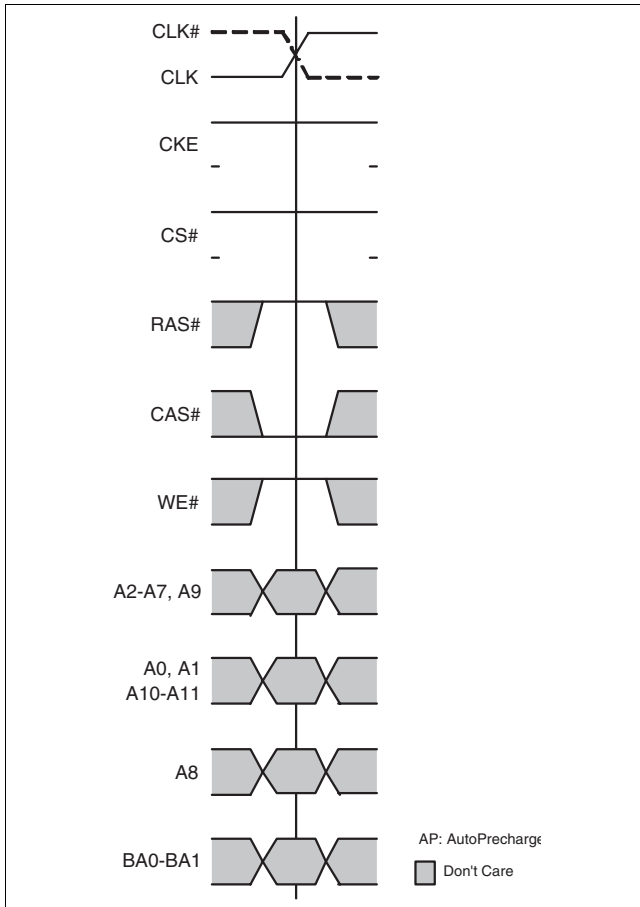 CLK#
CLK
CKE
CS#
RAS#
CAS#
WE#
A2-A7, A9
A0, A1
A10-A11
A8
BA0-BA1
AP: AutoPrecharge
Don't Care